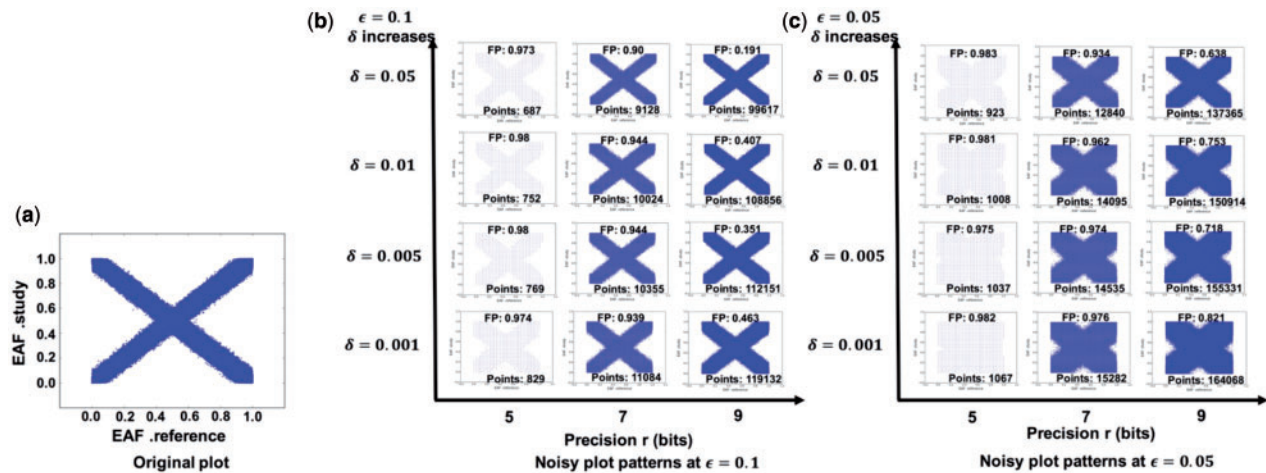 (a)
EAF .study
1.0
0.8
0.6
0.4
0.2
0.0
0.0 0.2 0.4 0.6 0.8 1.0
EAF .reference
Original plot
(b)
ϵ = 0.1
δ increases
δ = 0.05
FP: 0.973
Points: 687
FP: 0.90
Points: 9128
FP: 0.191
Points: 99617
δ = 0.01
FP: 0.98
Points: 752
FP: 0.944
Points: 10024
FP: 0.407
Points: 108856
δ = 0.005
FP: 0.98
Points: 769
FP: 0.944
Points: 10355
FP: 0.351
Points: 112151
δ = 0.001
FP: 0.974
Points: 829
FP: 0.939
Points: 11084
FP: 0.463
Points: 119132
5 7 9
Precision r (bits)
Noisy plot patterns at ϵ = 0.1
(c)
ϵ = 0.05
δ increases
δ = 0.05
FP: 0.983
Points: 923
FP: 0.934
Points: 12840
FP: 0.638
Points: 137365
δ = 0.01
FP: 0.981
Points: 1008
FP: 0.962
Points: 14095
FP: 0.753
Points: 150914
δ = 0.005
FP: 0.975
Points: 1037
FP: 0.974
Points: 14535
FP: 0.718
Points: 155331
δ = 0.001
FP: 0.982
Points: 1067
FP: 0.976
Points: 15282
FP: 0.821
Points: 164068
5 7 9
Precision r (bits)
Noisy plot patterns at ϵ = 0.05